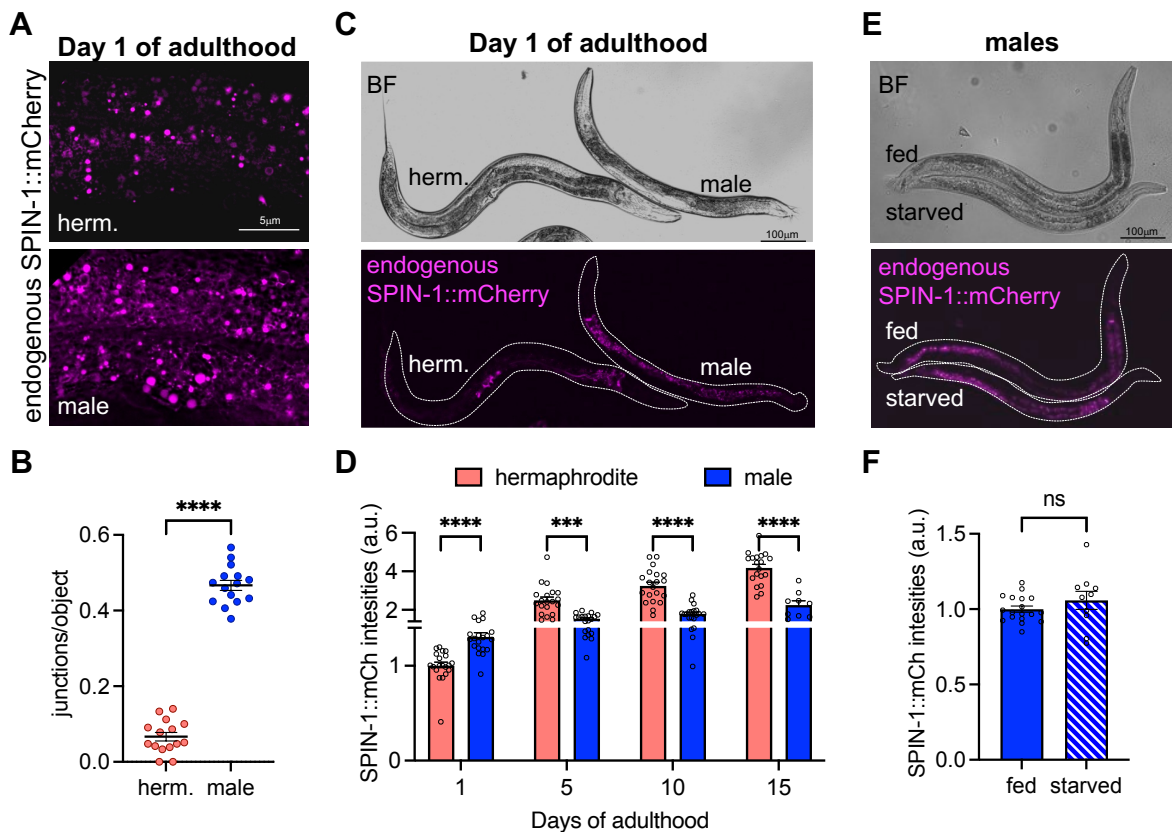 A
Day 1 of adulthood
endogenous SPIN-1::mCherry
herm.
5µm
male
B
****
junctions/object
0.6
0.4
0.2
0.0
herm. male
C
Day 1 of adulthood
BF
herm.
male
100µm
endogenous
SPIN-1::mCherry
herm.
male
D
hermaphrodite
male
SPIN-1::mCh intesities (a.u.)
**** *** **** ****
6
4
2
1
0
1 5 10 15
Days of adulthood
E
males
BF
fed
starved
100µm
endogenous
SPIN-1::mCherry
fed
starved
F
ns
SPIN-1::mCh intesities (a.u.)
1.5
1.0
0.5
0.0
fed starved